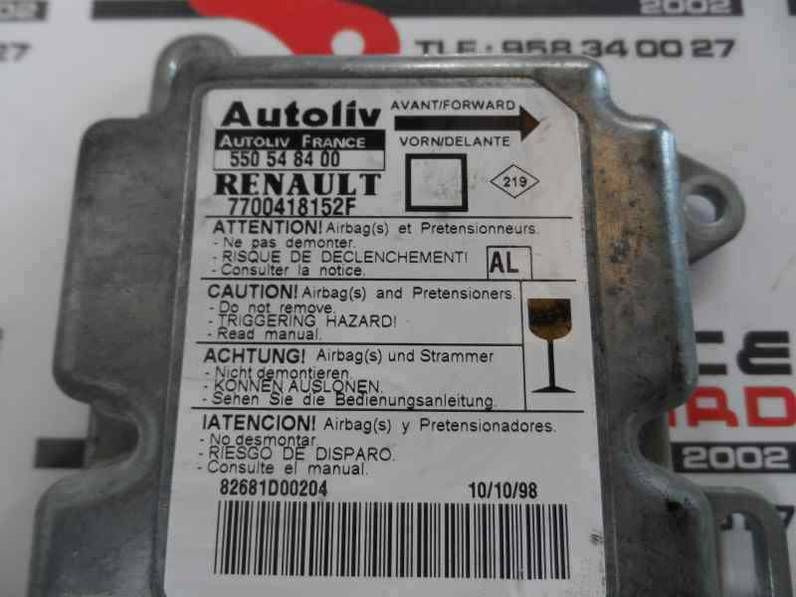 2002
TLF.: 958 34 00 27
Autoliv
AVANT/FORWARD
AUTOLIV FRANCE
VORN/DELANTE
550 54 84 00
RENAULT
219
7700418152F
ATTENTION! Airbag(s) et Pretensionneurs.
- Ne pas demonter.
- RISQUE DE DECLENCHEMENT!
- Consulter la notice.
AL
CAUTION! Airbag(s) and Pretensioners.
- Do not remove.
- TRIGGERING HAZARD!
- Read manual.
ACHTUNG! Airbag(s) und Strammer
- Nicht demontieren.
- KONNEN AUSLONEN.
- Sehen Sie die Bedienungsanleitung.
!ATENCION! Airbag(s) y Pretensionadores.
- No desmontar.
- RIESGO DE DISPARO.
- Consulte el manual.
82681D00204
10/10/98
2002